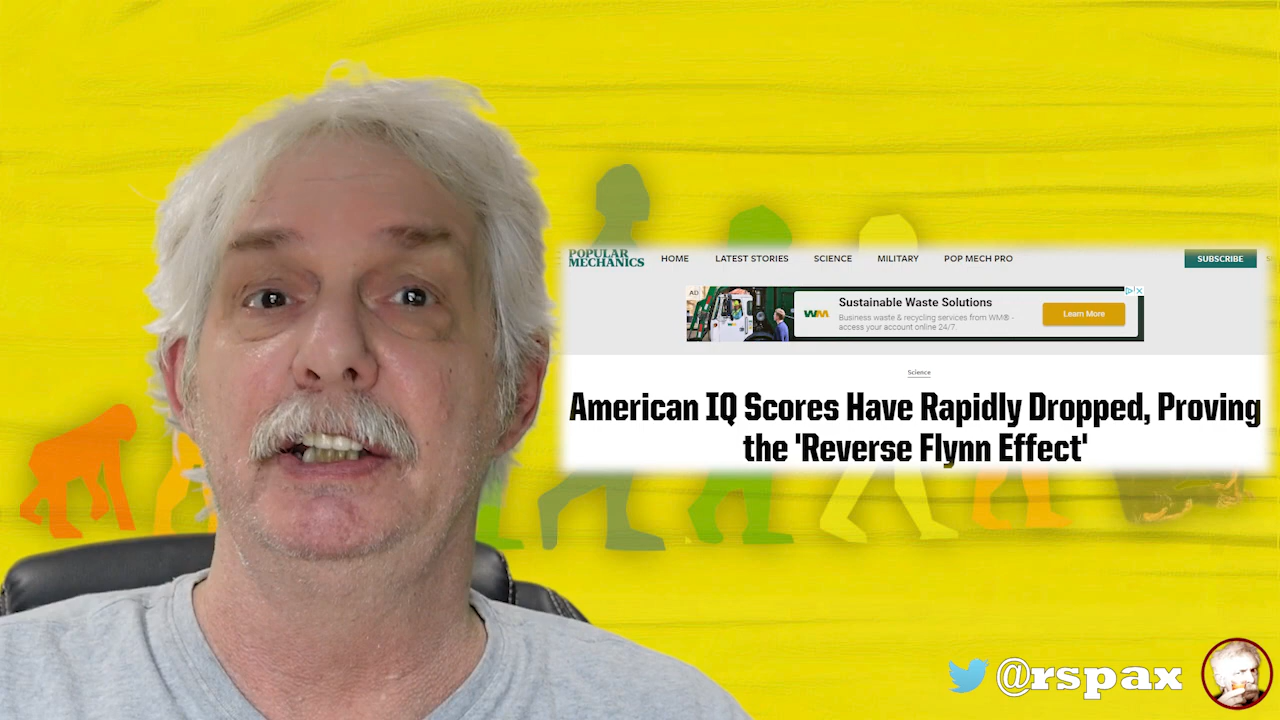 POPULAR
MECHANICS
HOME
LATEST STORIES
SCIENCE
MILITARY
POP MECH PRO
SUBSCRIBE
AD
Sustainable Waste Solutions
Business waste & recycling services from WM® -
access your account online 24/7.
WM
Learn More
Science
American IQ Scores Have Rapidly Dropped, Proving
the 'Reverse Flynn Effect'
@rspax